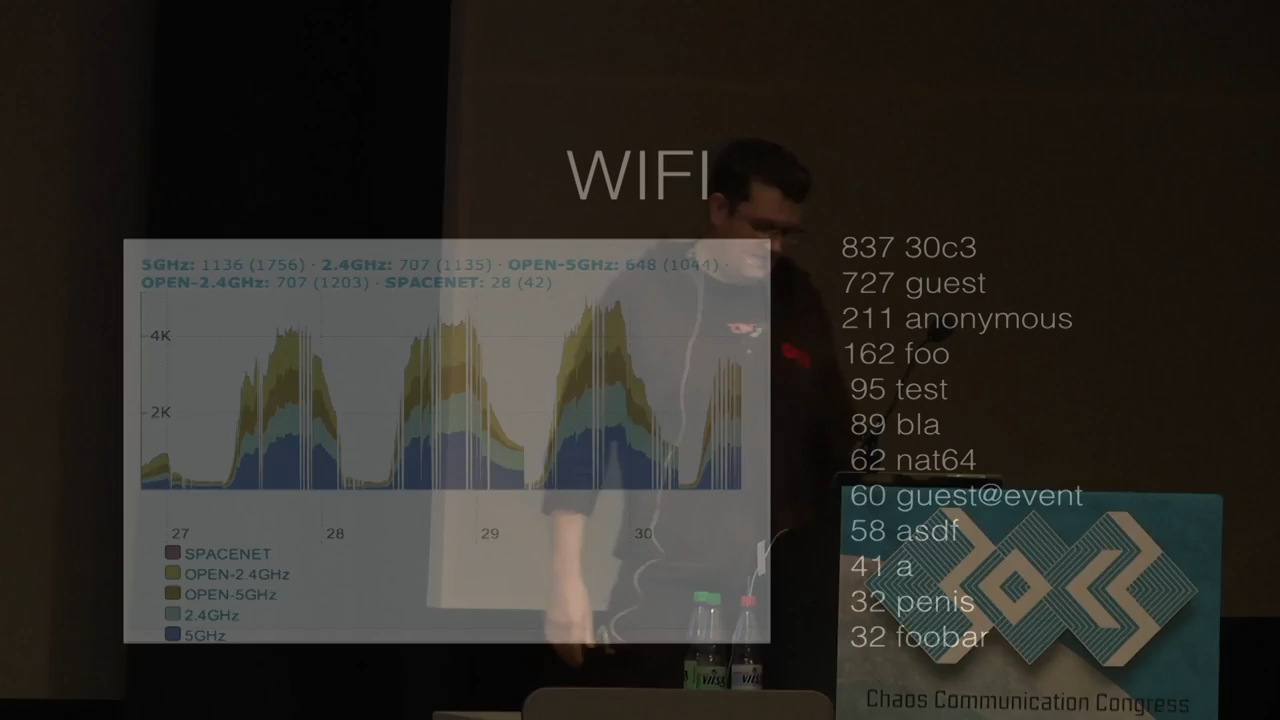 WIFI
5GHz: 1136 (1756) · 2.4GHz: 707 (1135) · OPEN-5GHz: 648 (1044) ·
OPEN-2.4GHz: 707 (1203) · SPACENET: 28 (42)
4K
2K
27 28 29 30
SPACENET
OPEN-2.4GHz
OPEN-5GHz
2.4GHz
5GHz
837 30c3
727 guest
211 anonymous
162 foo
95 test
89 bla
62 nat64
60 guest@event
58 asdf
41 a
32 penis
32 foobar
Chaos Communication Congress